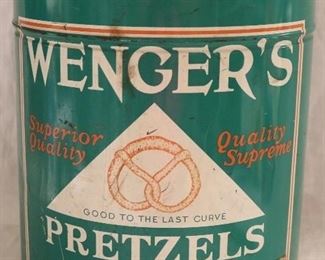 WENGER'S
Superior Quality
Quality Supreme
GOOD TO THE LAST CURVE
PRETZELS